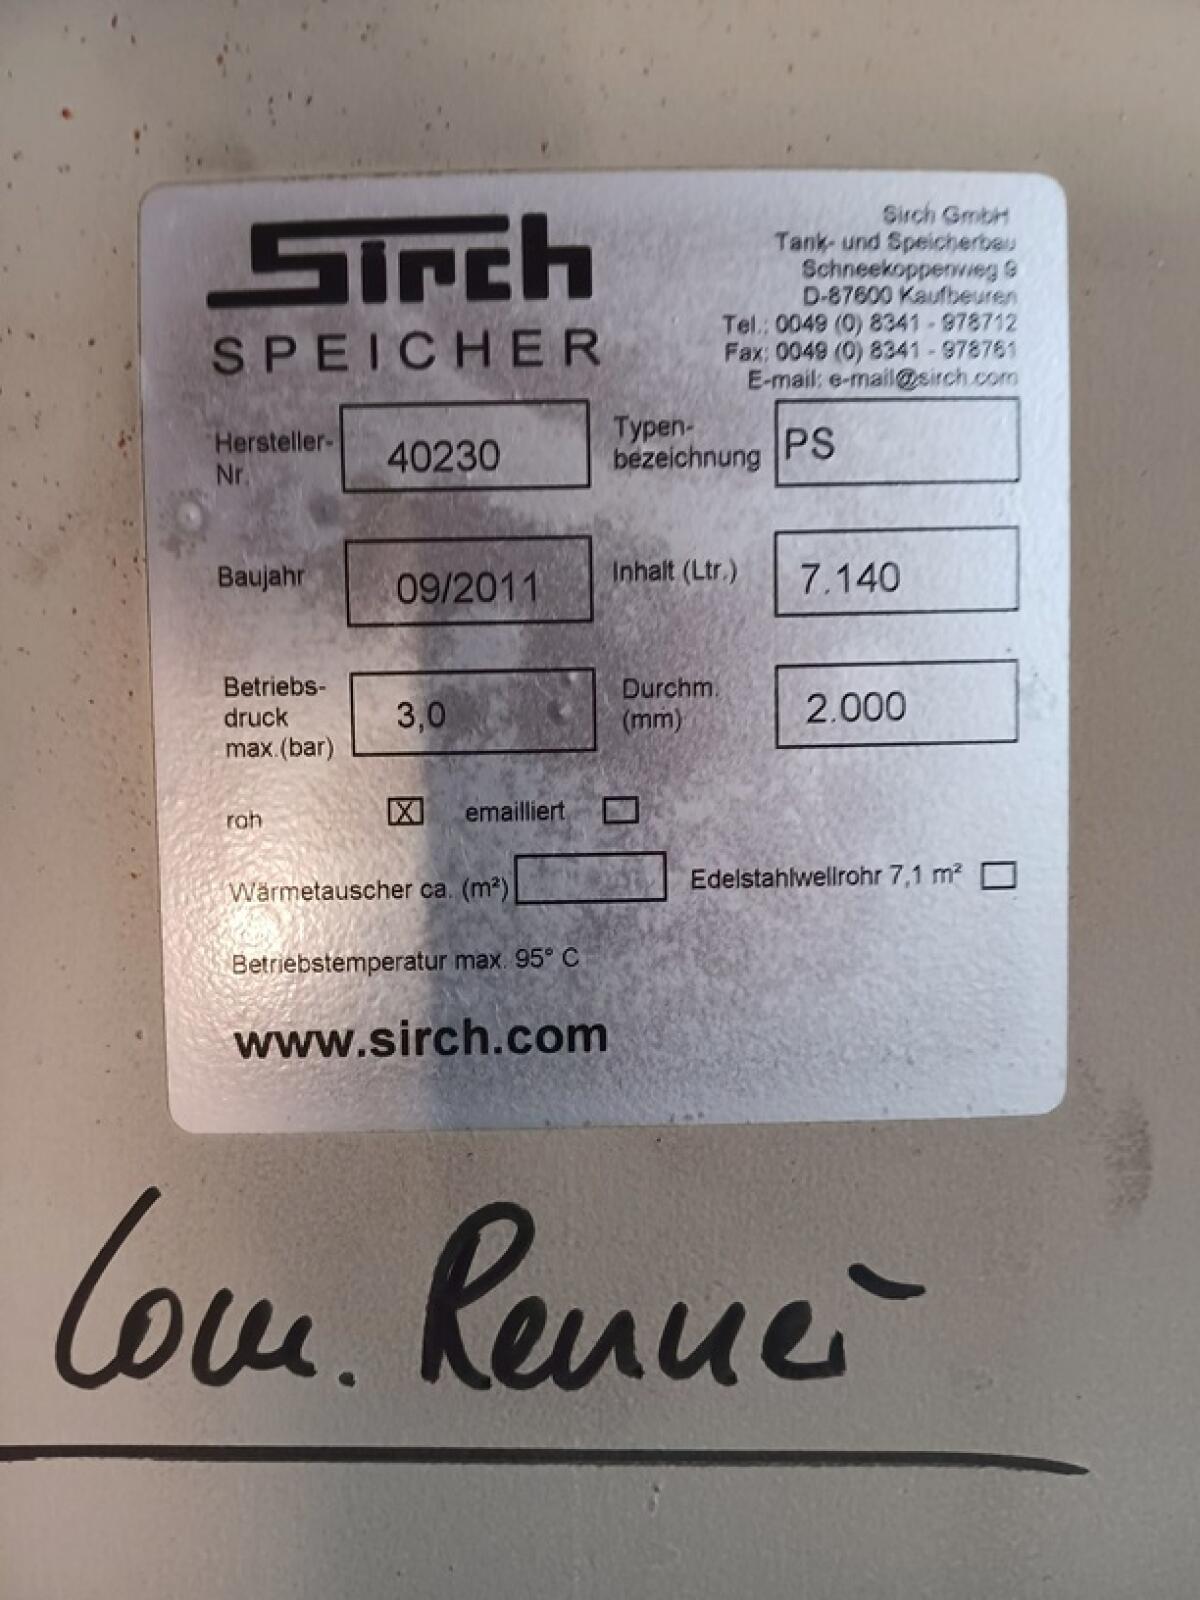 Sirch
SPEICHER
Sirch GmbH
Tank- und Speicherbau
Schneekoppenweg 9
D-87600 Kaufbeuren
Tel.: 0049 (0) 8341 - 978712
Fax: 0049 (0) 8341 - 978761
E-mail: e-mail@sirch.com
Hersteller-
Nr.
40230
Typen-
bezeichnung
PS
Baujahr
09/2011
Inhalt (Ltr.)
7.140
Betriebs-
druck
max.(bar)
3,0
Durchm.
(mm)
2.000
roh X emailliert
Wärmetauscher ca. (m²) Edelstahlwellrohr 7,1 m²
Betriebstemperatur max. 95° C
www.sirch.com
Com. Renner